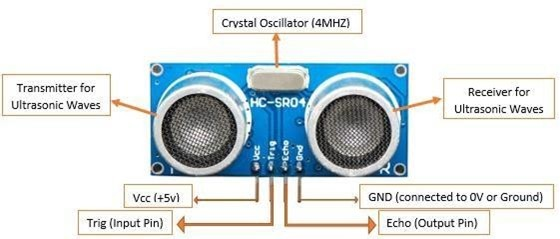 Crystal Oscillator (4MHZ)
Transmitter for
Ultrasonic Waves
Receiver for
Ultrasonic Waves
HC-SR04
Vcc
Trig
Echo
Gnd
R
Vcc (+5v)
GND (connected to 0V or Ground)
Trig (Input Pin)
Echo (Output Pin)